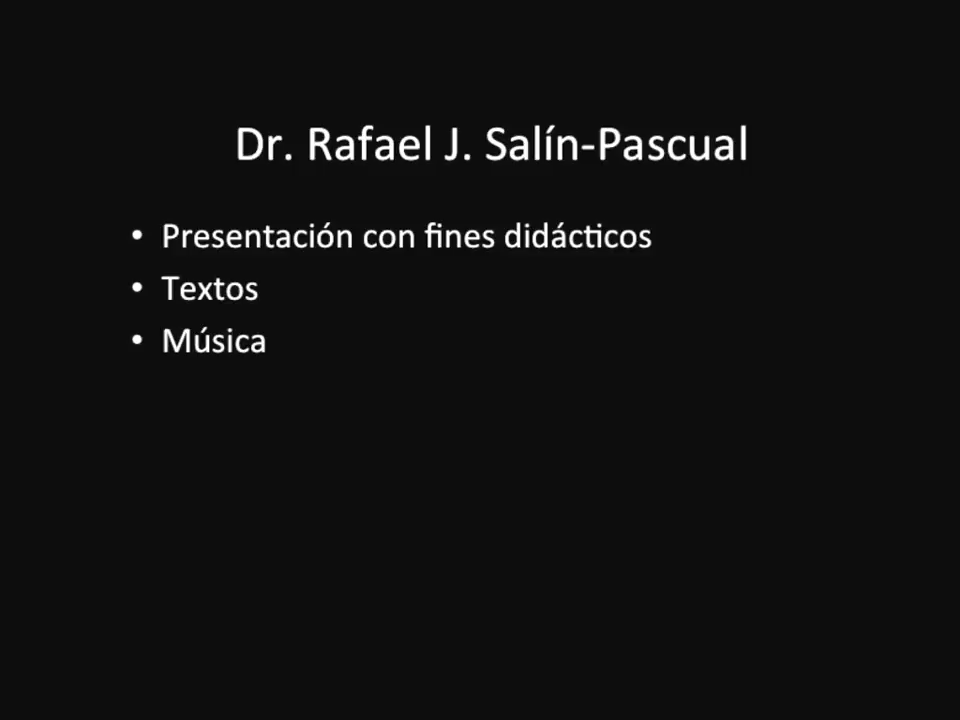 Dr. Rafael J. Salín-Pascual
• Presentación con fines didácticos
• Textos
• Música